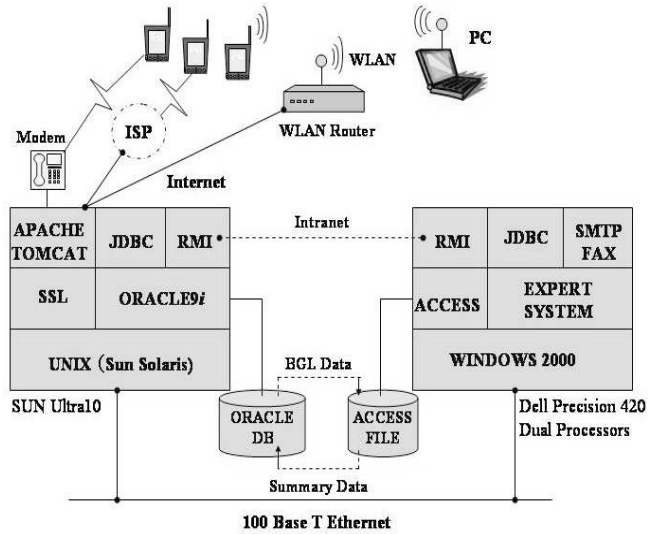 PC
WLAN
ISP
WLAN Router
Modem
Internet
APACHE
TOMCAT
JDBC
RMI
Intranet
RMI
JDBC
SMTP
FAX
SSL
ORACLE9i
ACCESS
EXPERT
SYSTEM
UNIX (Sun Solaris)
WINDOWS 2000
BGL Data
SUN Ultra10
ORACLE
DB
ACCESS
FILE
Dell Precision 420
Dual Processors
Summary Data
100 Base T Ethernet